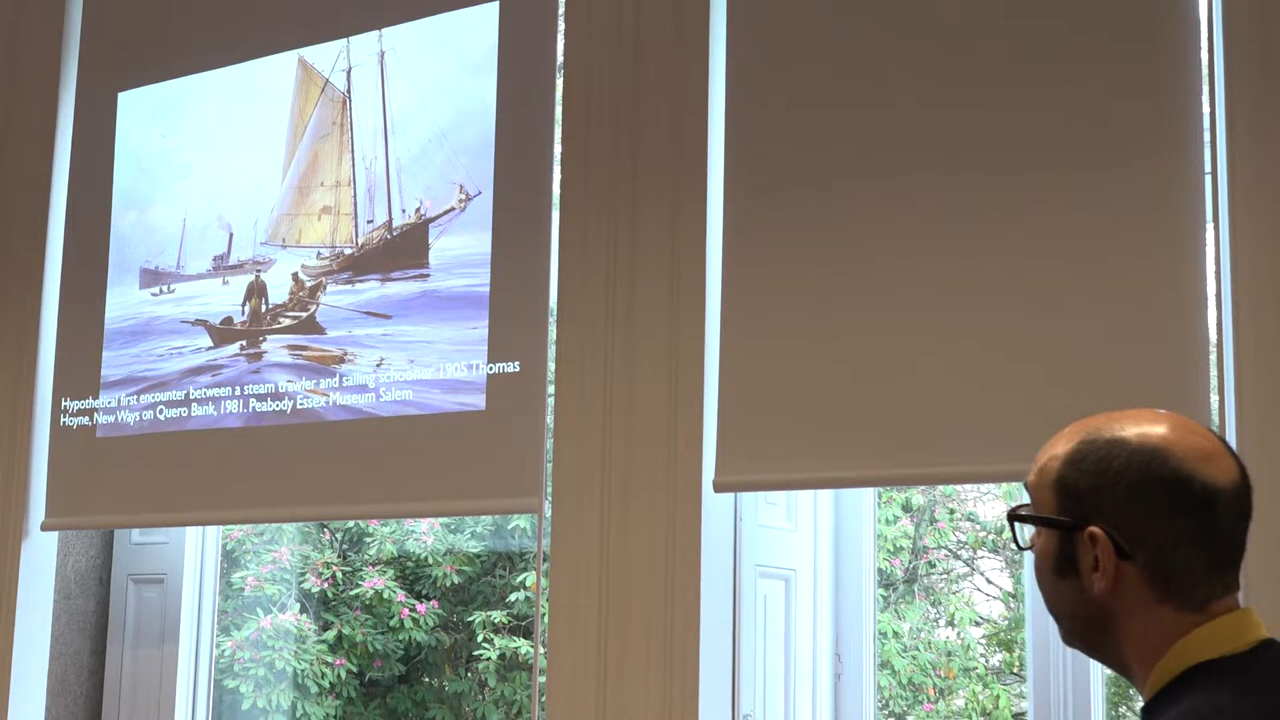 Hypothetical first encounter between a steam trawler and sailing schooner 1905 Thomas
Hoyne, New Ways on Quero Bank, 1981. Peabody Essex Museum Salem